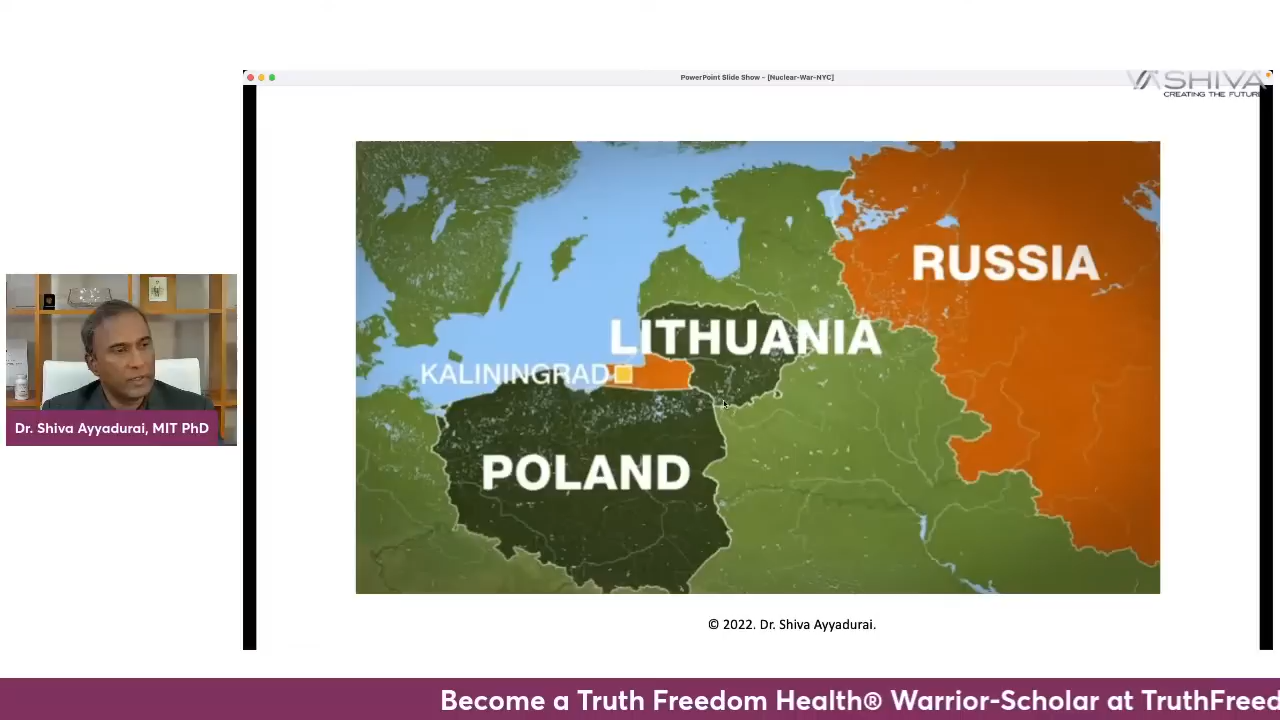 PowerPoint Slide Show - [Nuclear-War-NYC]
SHIVA
CREATING THE FUTURE
RUSSIA
LITHUANIA
KALININGRAD
POLAND
Dr. Shiva Ayyadurai, MIT PhD
© 2022. Dr. Shiva Ayyadurai.
Become a Truth Freedom Health® Warrior-Scholar at TruthFreed